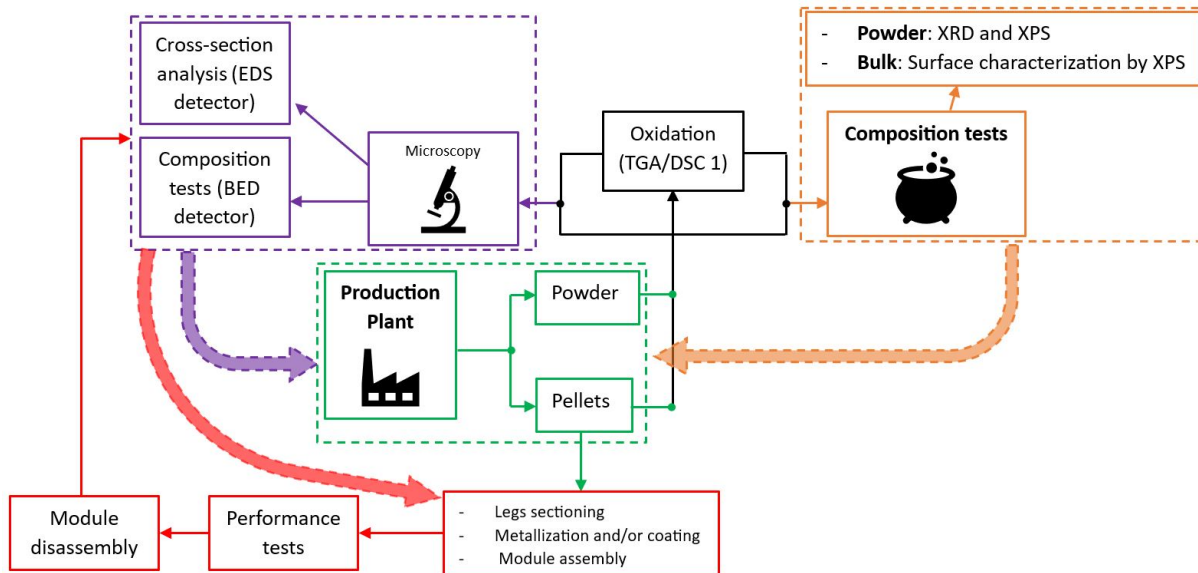 Cross-section
analysis (EDS
detector)
Composition
tests (BED
detector)
Microscopy
Oxidation
(TGA/DSC 1)
- Powder: XRD and XPS
- Bulk: Surface characterization by XPS
Composition tests
Production
Plant
Powder
Pellets
Module
disassembly
Performance
tests
- Legs sectioning
- Metallization and/or coating
- Module assembly